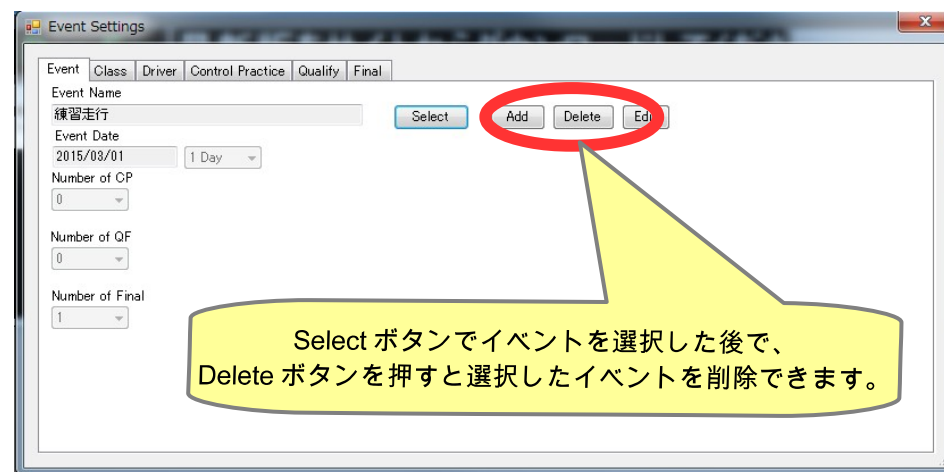 Event Settings
Event Class Driver Control Practice Qualify Final
Event Name
練習走行
Select Add Delete
Event Date
2015/03/01 1 Day
Number of CP
0
Number of QF
0
Number of Final
1
Select ボタンでイベントを選択した後で、
Delete ボタンを押すと選択したイベントを削除できます。